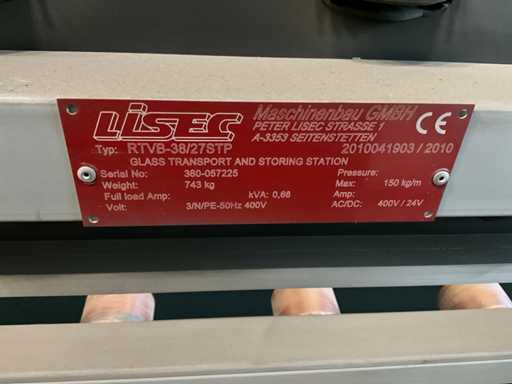 LISEC Maschinenbau GMBH CE
PETER LISEC STRASSE 1
A-3353 SEITENSTETTEN
Typ: RTVB-38/27STP 2010041903 / 2010
GLASS TRANSPORT AND STORING STATION
Serial No: 380-057225 Pressure:
Weight: 743 kg Max: 150 kg/m
Full load Amp: kVA: 0,66 Amp:
Volt: 3/N/PE-50Hz 400V AC/DC: 400V / 24V